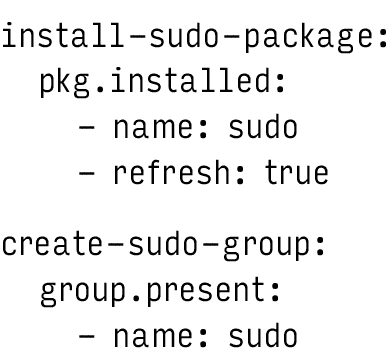 install-sudo-package:
  pkg.installed:
    - name: sudo
    - refresh: true

create-sudo-group:
  group.present:
    - name: sudo